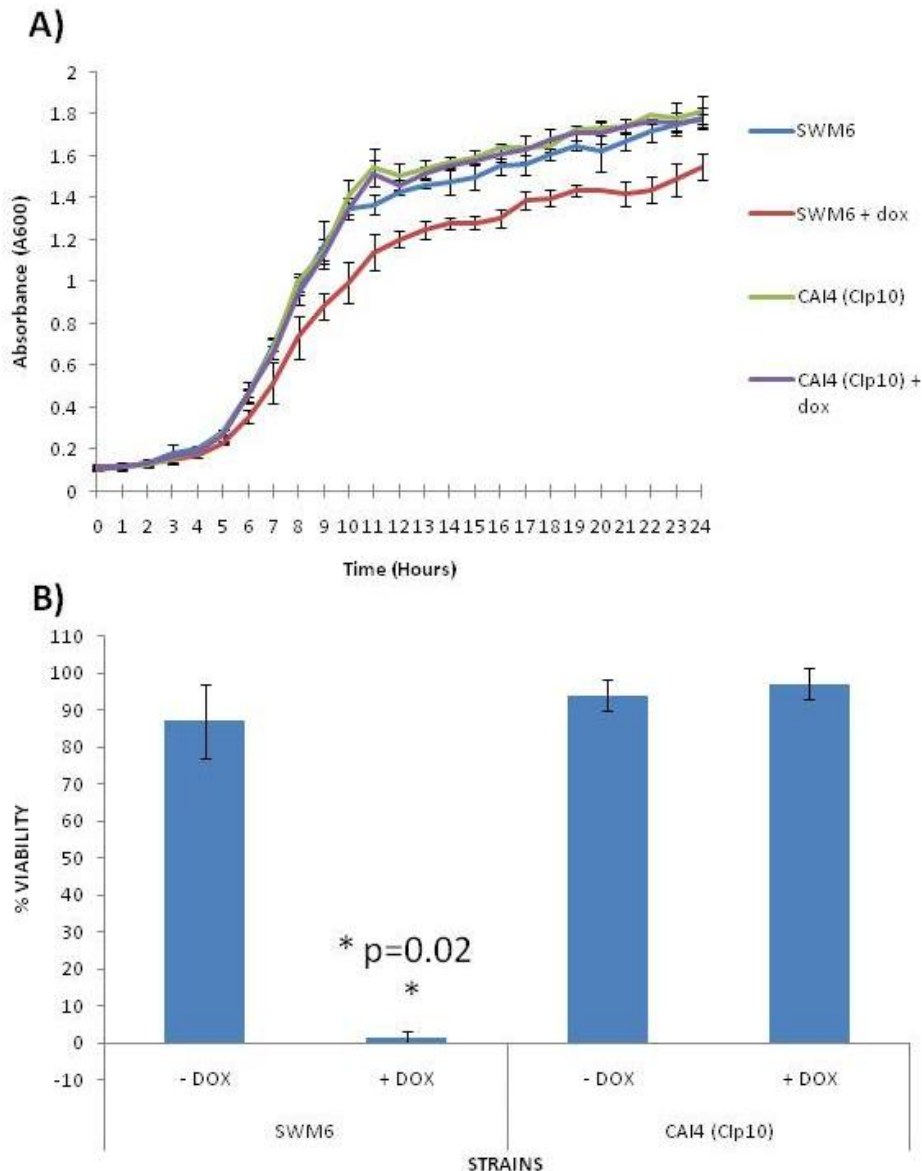 A)
2
1.8
1.6
1.4
1.2
1
0.8
0.6
0.4
0.2
0
Absorbance (A600)
0 1 2 3 4 5 6 7 8 9 10 11 12 13 14 15 16 17 18 19 20 21 22 23 24
Time (Hours)
SWM6
SWM6 + dox
CAI4 (Clp10)
CAI4 (Clp10) +
dox
B)
110
100
90
80
70
60
50
40
30
20
10
0
-10
% VIABILITY
* p=0.02
*
- DOX + DOX - DOX + DOX
SWM6 CAI4 (Clp10)
STRAINS